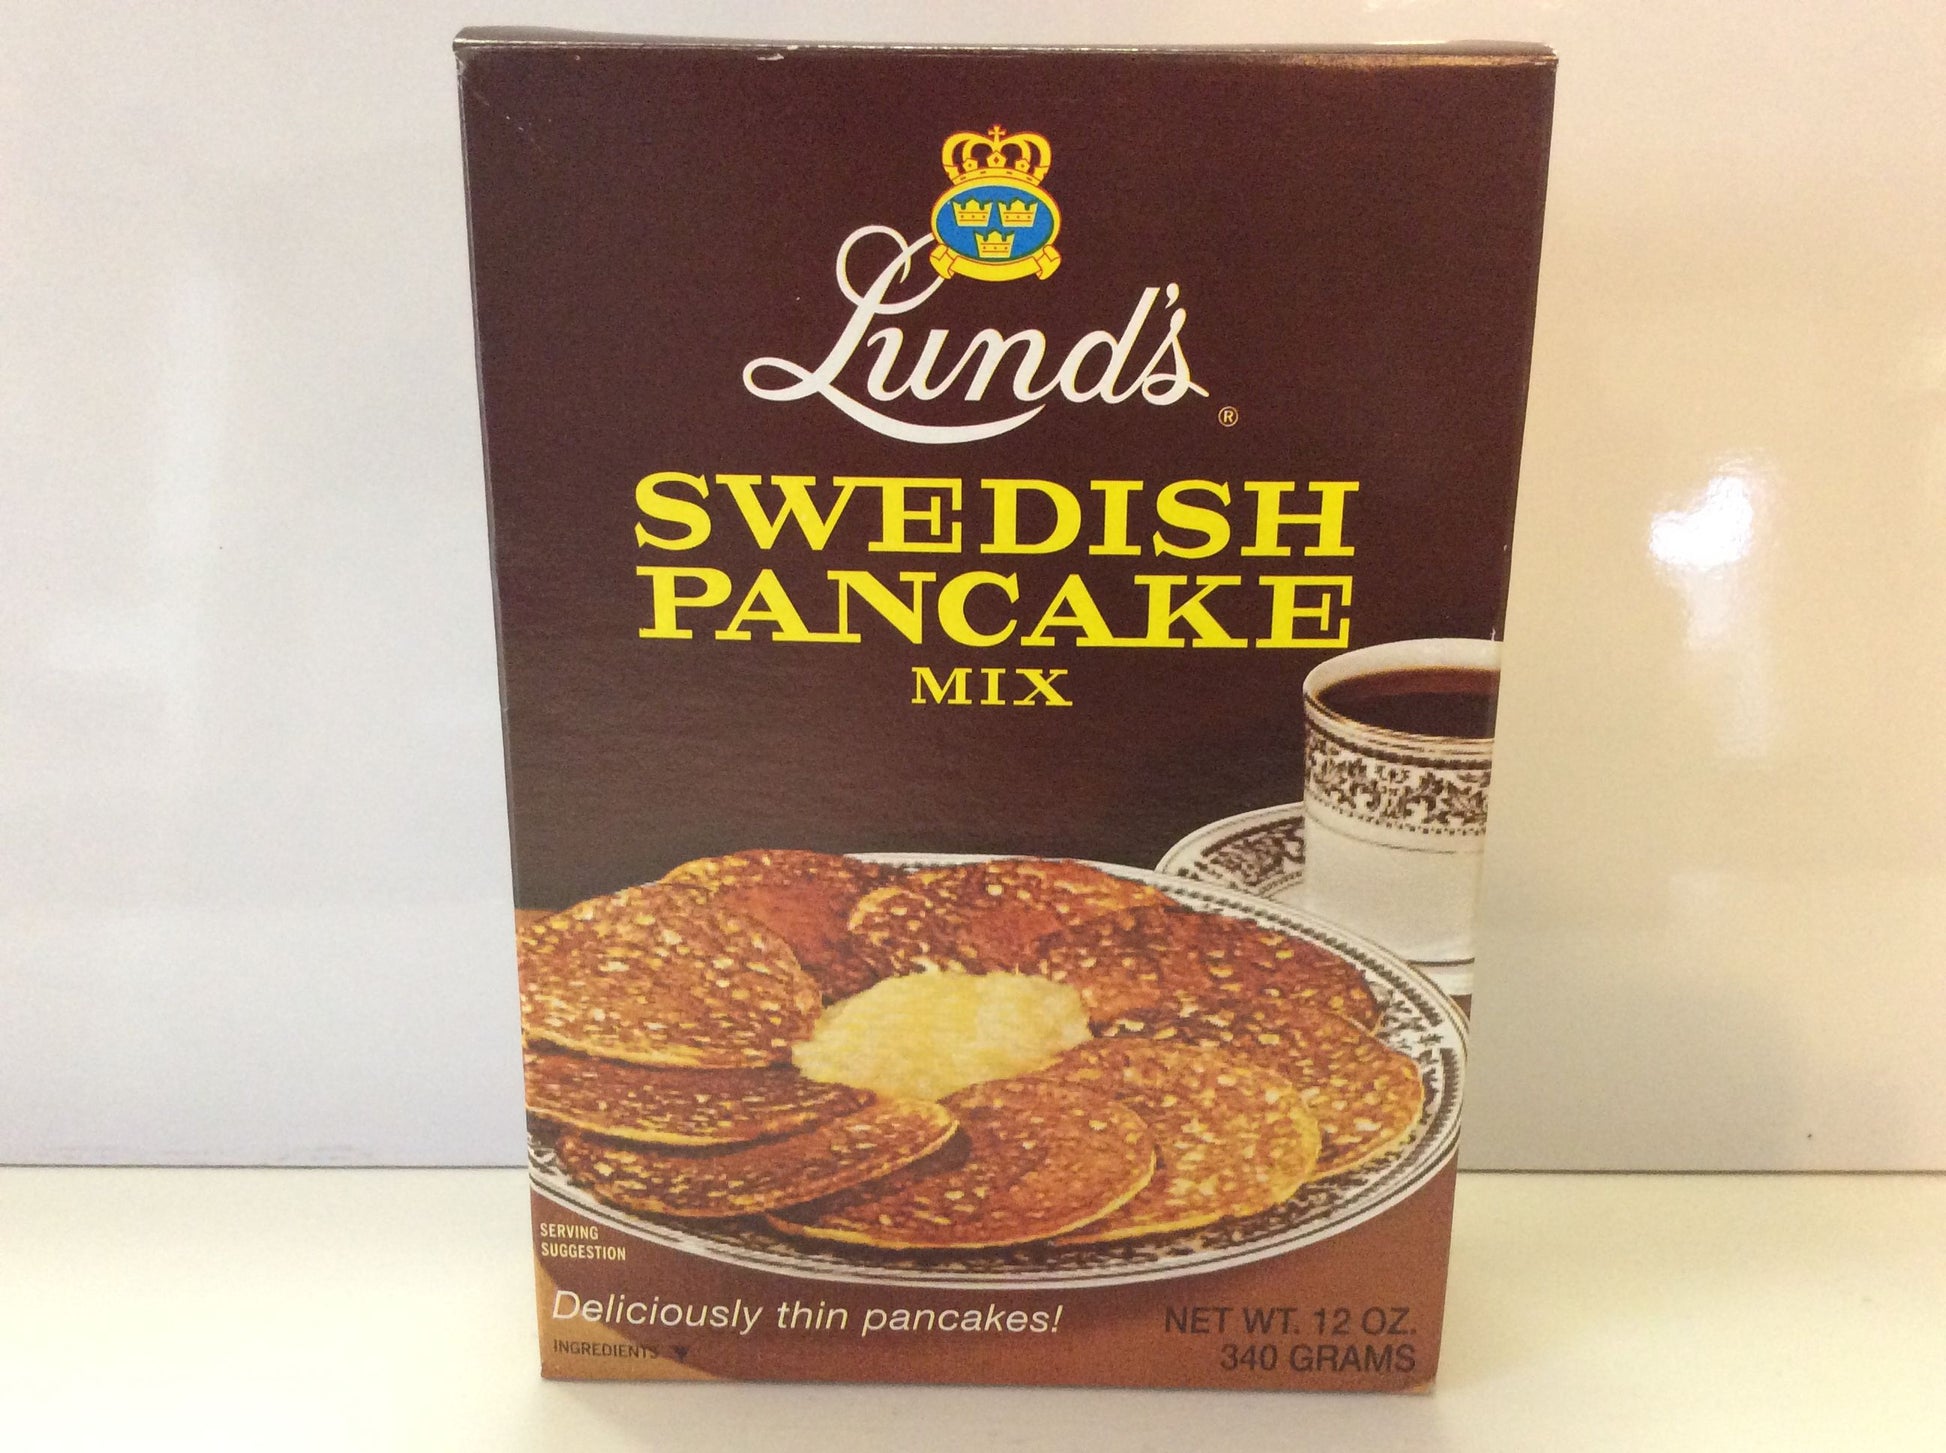 Lund's ®
SWEDISH
PANCAKE
MIX
SERVING
SUGGESTION
Deliciously thin pancakes!
INGREDIENTS
NET WT. 12 OZ.
340 GRAMS